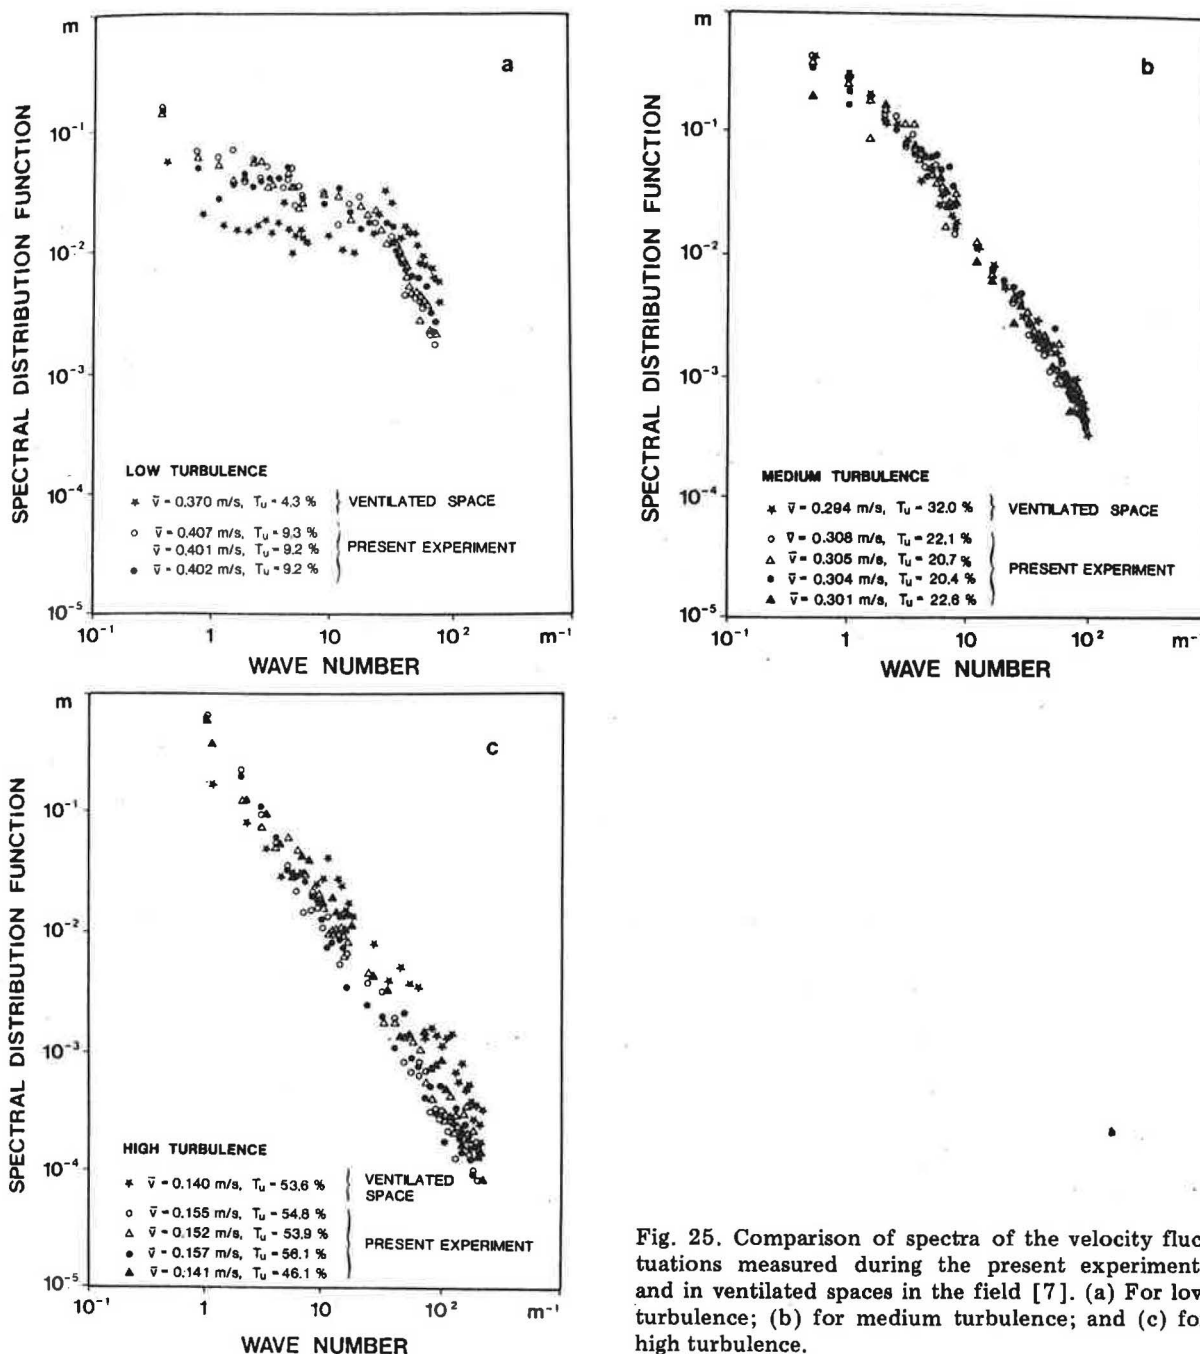 m
a
SPECTRAL DISTRIBUTION FUNCTION
10⁻¹
10⁻²
10⁻³
10⁻⁴
10⁻⁵
LOW TURBULENCE
★ v̄ = 0.370 m/s, Tᵤ = 4.3 %
VENTILATED SPACE
○ v̄ = 0.407 m/s, Tᵤ = 9.3 %
v̄ = 0.401 m/s, Tᵤ = 9.2 %
● v̄ = 0.402 m/s, Tᵤ = 9.2 %
PRESENT EXPERIMENT
10⁻¹ 1 10 10² m⁻¹
WAVE NUMBER
m
b
SPECTRAL DISTRIBUTION FUNCTION
10⁻¹
10⁻²
10⁻³
10⁻⁴
10⁻⁵
MEDIUM TURBULENCE
★ v̄ = 0.294 m/s, Tᵤ = 32.0 %
VENTILATED SPACE
○ v̄ = 0.308 m/s, Tᵤ = 22.1 %
△ v̄ = 0.305 m/s, Tᵤ = 20.7 %
● v̄ = 0.304 m/s, Tᵤ = 20.4 %
▲ v̄ = 0.301 m/s, Tᵤ = 22.6 %
PRESENT EXPERIMENT
10⁻¹ 1 10 10² m⁻
WAVE NUMBER
m
c
SPECTRAL DISTRIBUTION FUNCTION
10⁻¹
10⁻²
10⁻³
10⁻⁴
10⁻⁵
HIGH TURBULENCE
★ v̄ = 0.140 m/s, Tᵤ = 53.6 %
VENTILATED
SPACE
○ v̄ = 0.155 m/s, Tᵤ = 54.8 %
△ v̄ = 0.152 m/s, Tᵤ = 53.9 %
● v̄ = 0.157 m/s, Tᵤ = 56.1 %
▲ v̄ = 0.141 m/s, Tᵤ = 46.1 %
PRESENT EXPERIMENT
10⁻¹ 1 10 10² m⁻¹
WAVE NUMBER
Fig. 25. Comparison of spectra of the velocity fluc
tuations measured during the present experiment
and in ventilated spaces in the field [7]. (a) For low
turbulence; (b) for medium turbulence; and (c) fo
high turbulence.